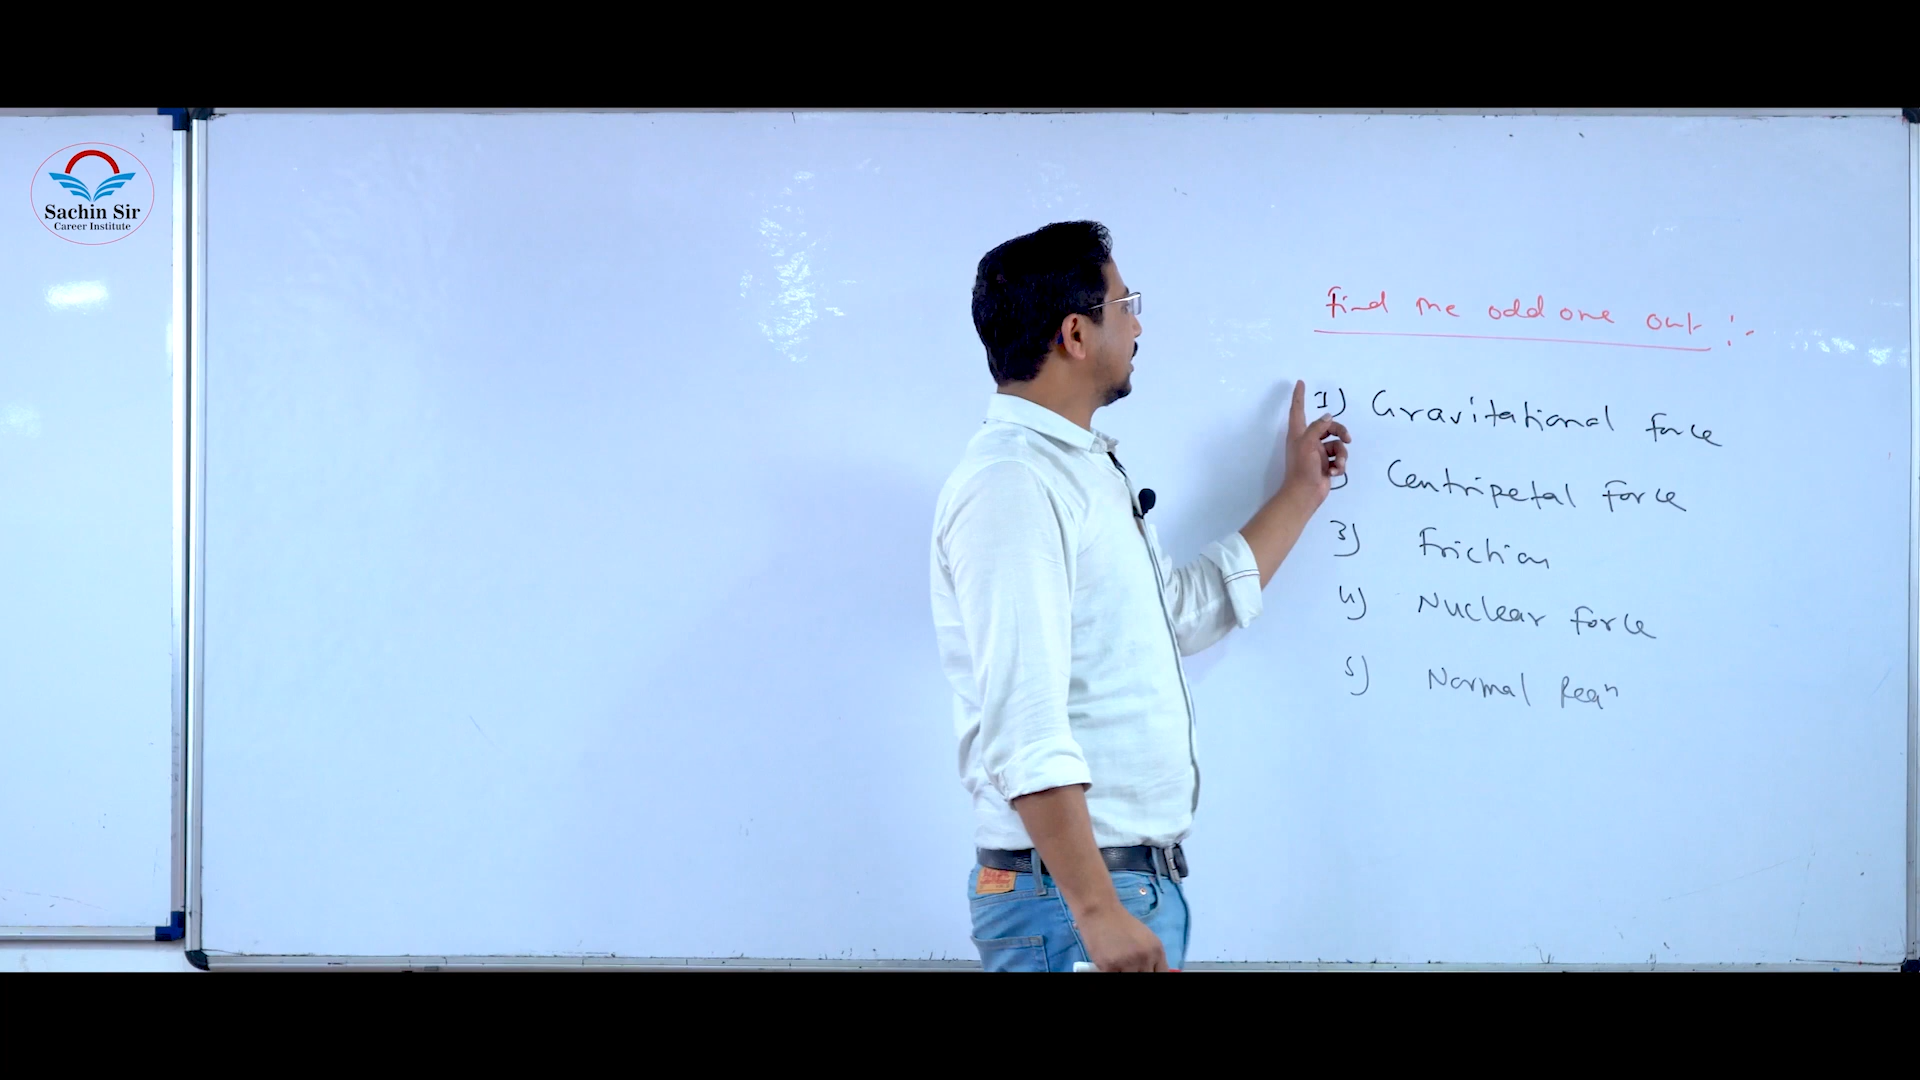 Sachin Sir
Career Institute
Find the odd one out :-
1) Gravitational Force
) Centripetal Force
3) Friction
4) Nuclear Force
5) Normal Reaⁿ